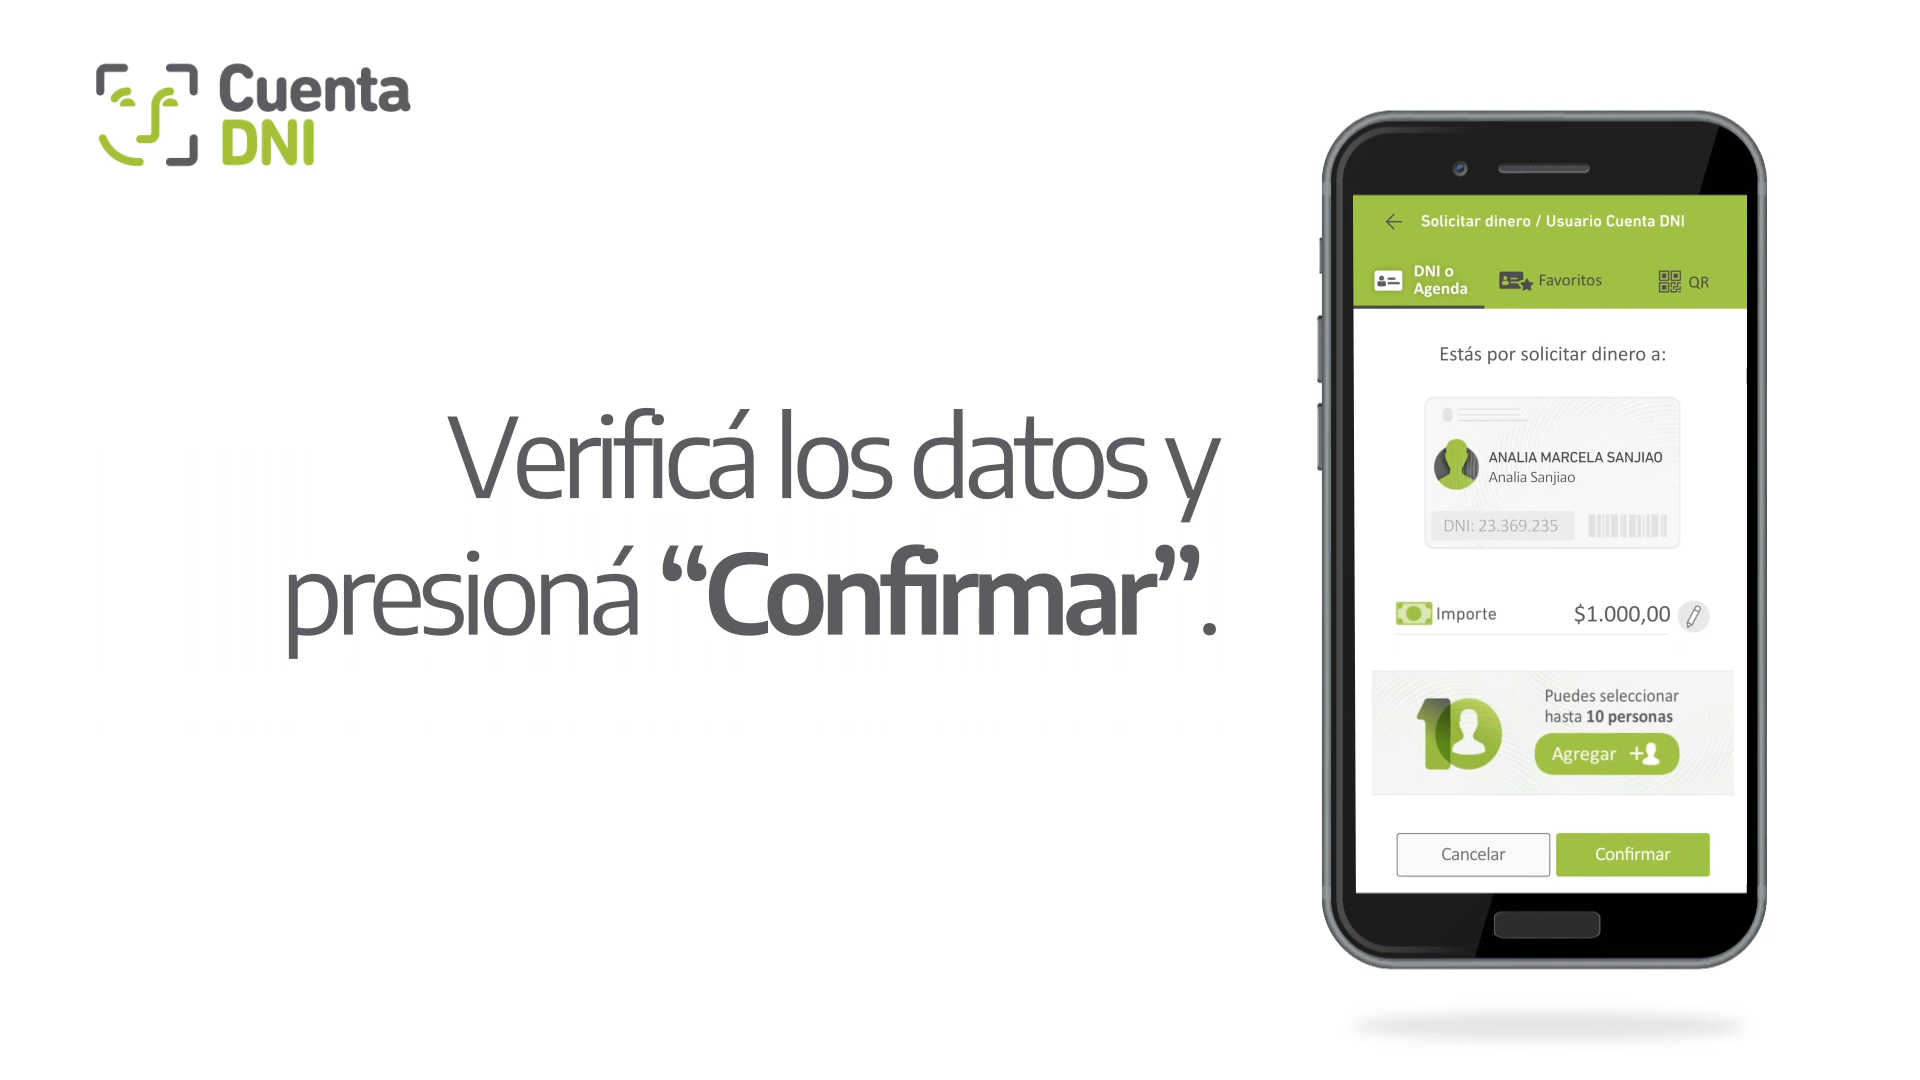 Cuenta
DNI
Verificá los datos y
presioná “Confirmar”.
Solicitar dinero / Usuario Cuenta DNI
DNI o
Agenda
Favoritos
QR
Estás por solicitar dinero a:
ANALIA MARCELA SANJIAO
Analia Sanjiao
DNI: 23.369.235
Importe
$1.000,00
10
Puedes seleccionar
hasta 10 personas
Agregar
Cancelar
Confirmar